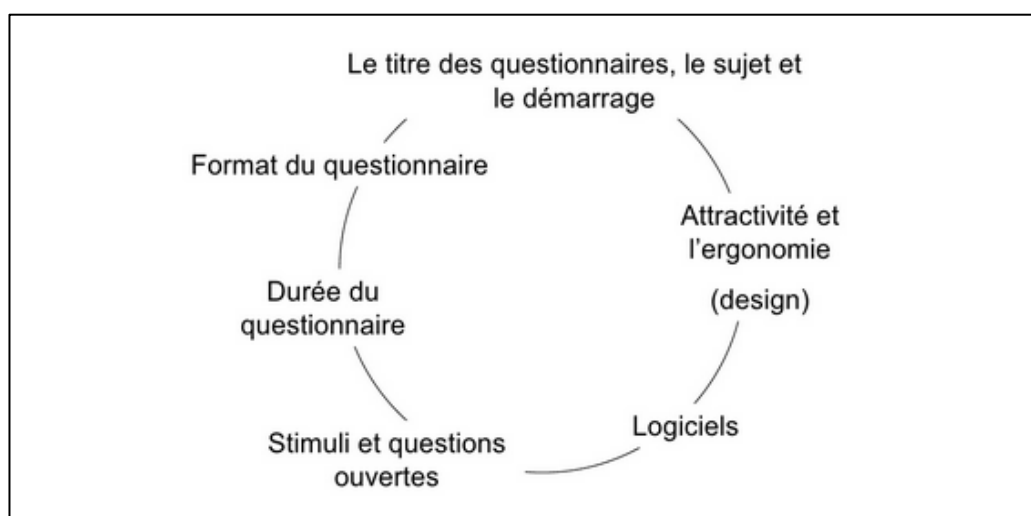 Le titre des questionnaires, le sujet et
le démarrage
Format du questionnaire
Attractivité et
l'ergonomie
(design)
Durée du
questionnaire
Logiciels
Stimuli et questions
ouvertes